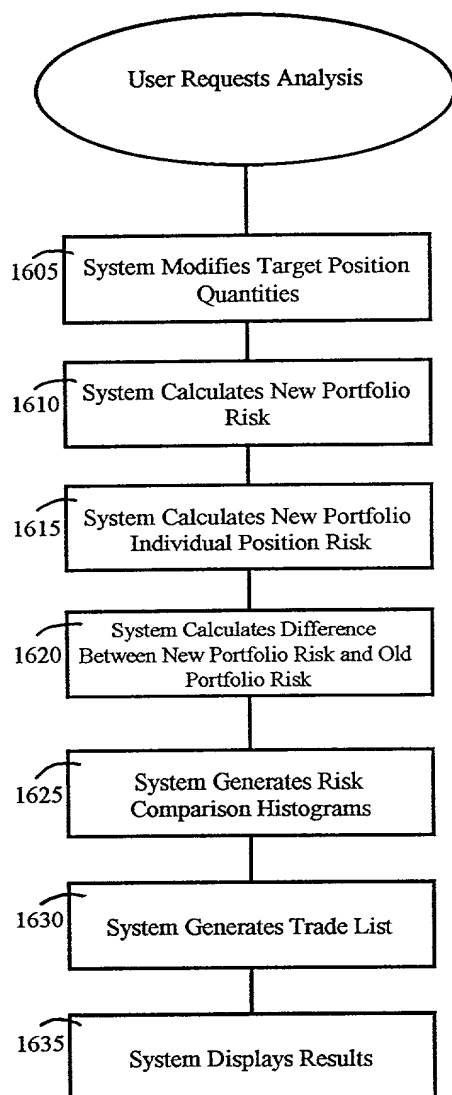 User Requests Analysis
1605
System Modifies Target Position
Quantities
1610
System Calculates New Portfolio
Risk
1615
System Calculates New Portfolio
Individual Position Risk
1620
System Calculates Difference
Between New Portfolio Risk and Old
Portfolio Risk
1625
System Generates Risk
Comparison Histograms
1630
System Generates Trade List
1635
System Displays Results